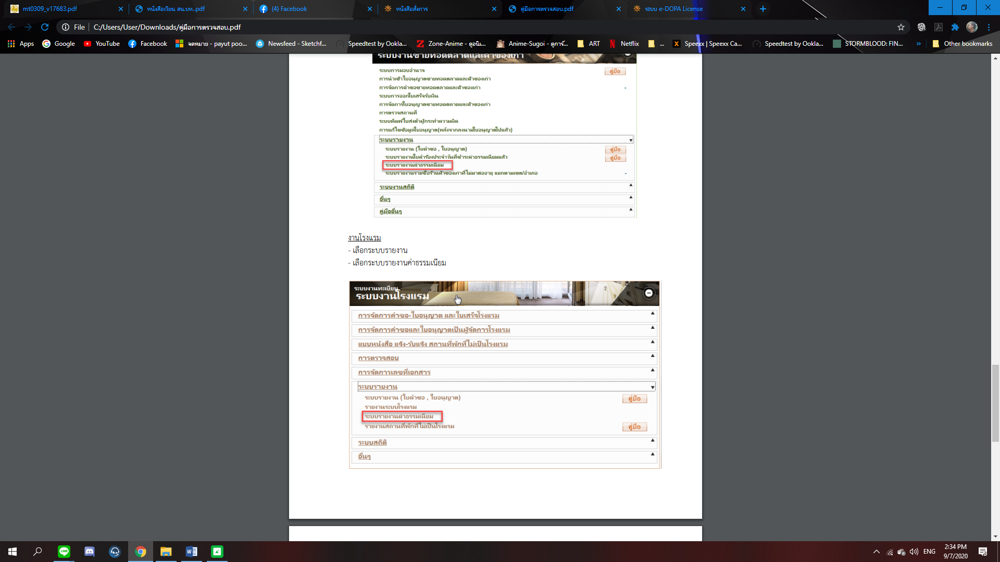 mt0309_v17683.pdf
หนังสือเรียน สน.บท..pdf
(4) Facebook
หนังสือสั่งการ
คู่มือการตรวจสอบ.pdf
ระบบ e-DOPA License
File
C:/Users/User/Downloads/คู่มือการตรวจสอบ.pdf
Apps
Google
YouTube
Facebook
จดหมาย - payut poo...
Newsfeed - Sketchf...
Speedtest by Ookla...
Zone-Anime - ดูอนิเ...
Anime-Sugoi - ดูการ์...
ART
Netflix
...
Speexx | Speexx Ca...
Speedtest by Ookla...
STORMBLOOD: FIN...
Other bookmarks
ระบบงานขายทอดตลาดและค้าของเก่า
ระบบการมอบอำนาจ
คู่มือ
การนำเข้าใบอนุญาตขายทอดตลาดและค้าของเก่า
การจัดการคำขอขายทอดตลาดและค้าของเก่า
-
ระบบการออกใบเสร็จรับเงิน
การจัดการใบอนุญาตขายทอดตลาดและค้าของเก่า
การตรวจสถานที่
ระบบพิมพ์ใบส่งตัวผู้กระทำความผิด
การแก้ไขข้อมูลใบอนุญาต(หลังจากลงนามใบอนุญาตไปแล้ว)
ระบบรายงาน
ระบบรายงาน (ใบคำขอ , ใบอนุญาต)
คู่มือ
ระบบรายงานใบคำร้องประจำวันที่ชำระค่าธรรมเนียมแล้ว
คู่มือ
ระบบรายงานค่าธรรมเนียม
ระบบรายงานรายชื่อร้านค้าของเก่าที่ไม่มาต่ออายุ แยกตามเขต/อำเภอ
-
ระบบงานสถิติ
อื่นๆ
คู่มืออื่นๆ
งานโรงแรม
- เลือกระบบรายงาน
- เลือกระบบรายงานค่าธรรมเนียม
ระบบงานทะเบียน
ระบบงานโรงแรม
การจัดการคำขอ-ใบอนุญาต และใบเสร็จโรงแรม
การจัดการคำขอและใบอนุญาตเป็นผู้จัดการโรงแรม
แบบหนังสือ แจ้ง-รับแจ้ง สถานที่พักที่ไม่เป็นโรงแรม
การตรวจสอบ
การจัดการเลขที่เอกสาร
ระบบรายงาน
ระบบรายงาน (ใบคำขอ , ใบอนุญาต)
คู่มือ
รายงานระบบโรงแรม
ระบบรายงานค่าธรรมเนียม
รายงานสถานที่พักที่ไม่เป็นโรงแรม
คู่มือ
ระบบสถิติ
อื่นๆ
ENG
2:34 PM
9/7/2020